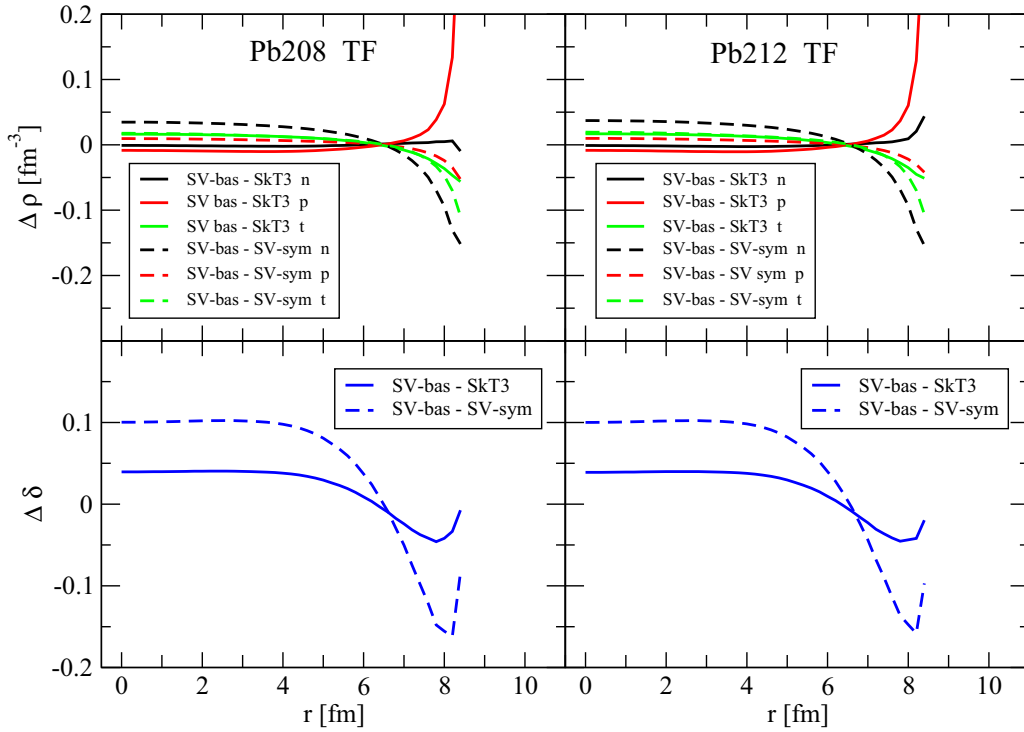 Pb208 TF
Pb212 TF
0.2
0.1
0
-0.1
-0.2
Δ ρ [fm⁻³]
SV-bas - SkT3 n
SV bas - SkT3 p
SV bas - SkT3 t
SV-bas - SV-sym n
SV-bas - SV-sym p
SV-bas - SV-sym t
SV-bas - SkT3 n
SV-bas - SkT3 p
SV-bas - SkT3 t
SV-bas - SV-sym n
SV-bas - SV sym p
SV-bas - SV-sym t
0.1
0
-0.1
-0.2
Δ δ
SV-bas - SkT3
SV-bas - SV-sym
SV-bas - SkT3
SV-bas - SV-sym
0 2 4 6 8 10
0 2 4 6 8 10
r [fm]
r [fm]